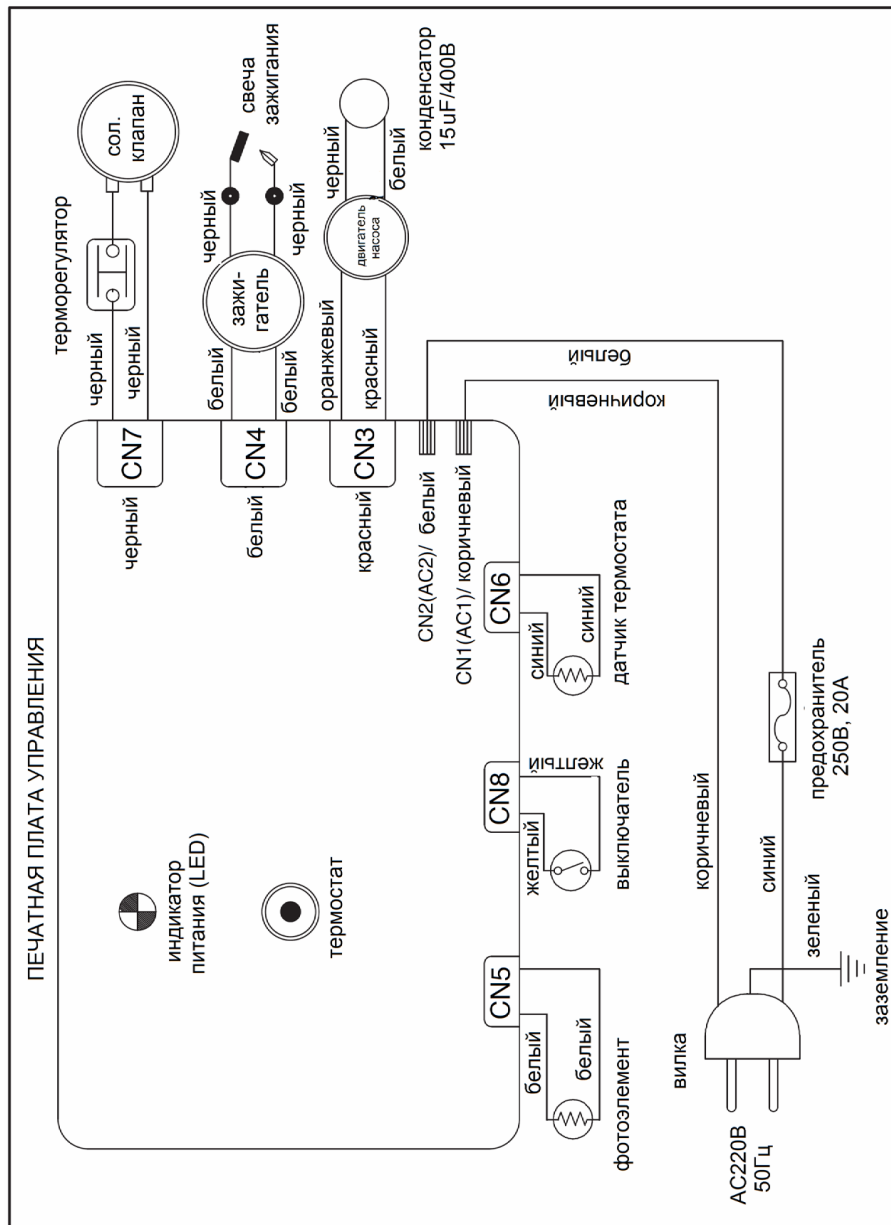 ПЕЧАТНАЯ ПЛАТА УПРАВЛЕНИЯ
терморегулятор
сол.
клапан
черный
черный
CN7
черный
свеча
зажигания
черный
черный
зажи-
гатель
белый
белый
CN4
белый
конденсатор
15uF/400В
черный
белый
двигатель
насоса
оранжевый
красный
CN3
красный
белый
коричневый
CN2(AC2)/ белый
CN1(AC1)/ коричневый
индикатор
питания (LED)
термостат
CN6
синий
синий
датчик термостата
CN8
желтый
желтый
выключатель
CN5
белый
белый
фотоэлемент
предохранитель
250В, 20А
коричневый
синий
зеленый
заземление
вилка
AC220В
50Гц